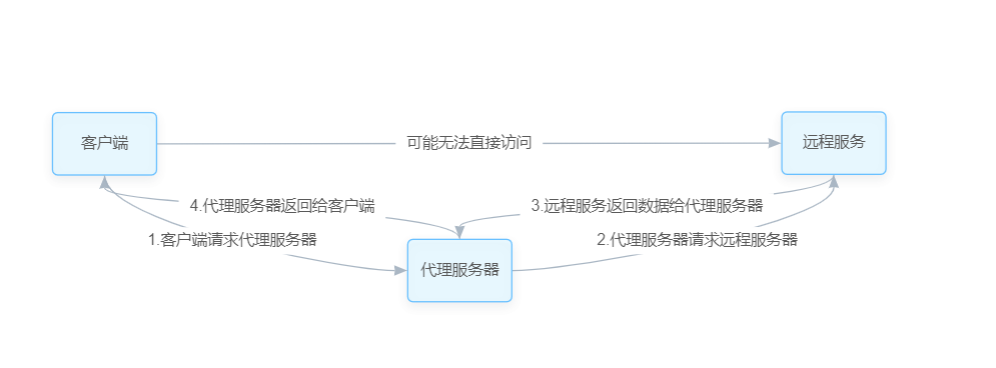 客户端
可能无法直接访问
远程服务
4.代理服务器返回给客户端
3.远程服务返回数据给代理服务器
1.客户端请求代理服务器
2.代理服务器请求远程服务器
代理服务器